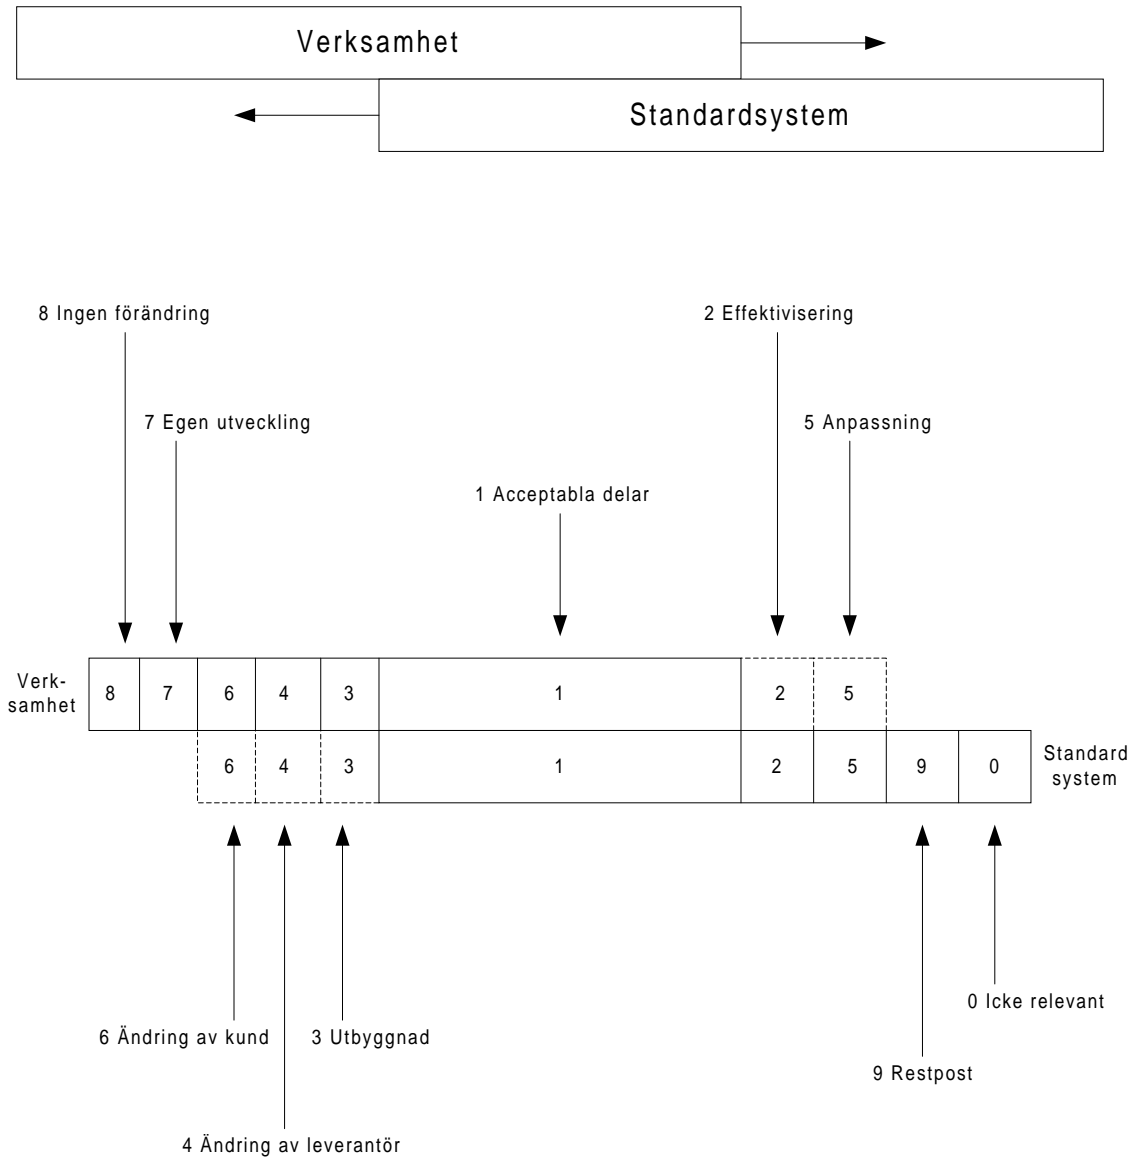 Verksamhet
Standardsystem
8 Ingen förändring
2 Effektivisering
7 Egen utveckling
5 Anpassning
1 Acceptabla delar
Verk-
samhet
8 7 6 4 3 1 2 5
6 4 3 1 2 5 9 0
Standard
system
0 Icke relevant
6 Ändring av kund
3 Utbyggnad
9 Restpost
4 Ändring av leverantör